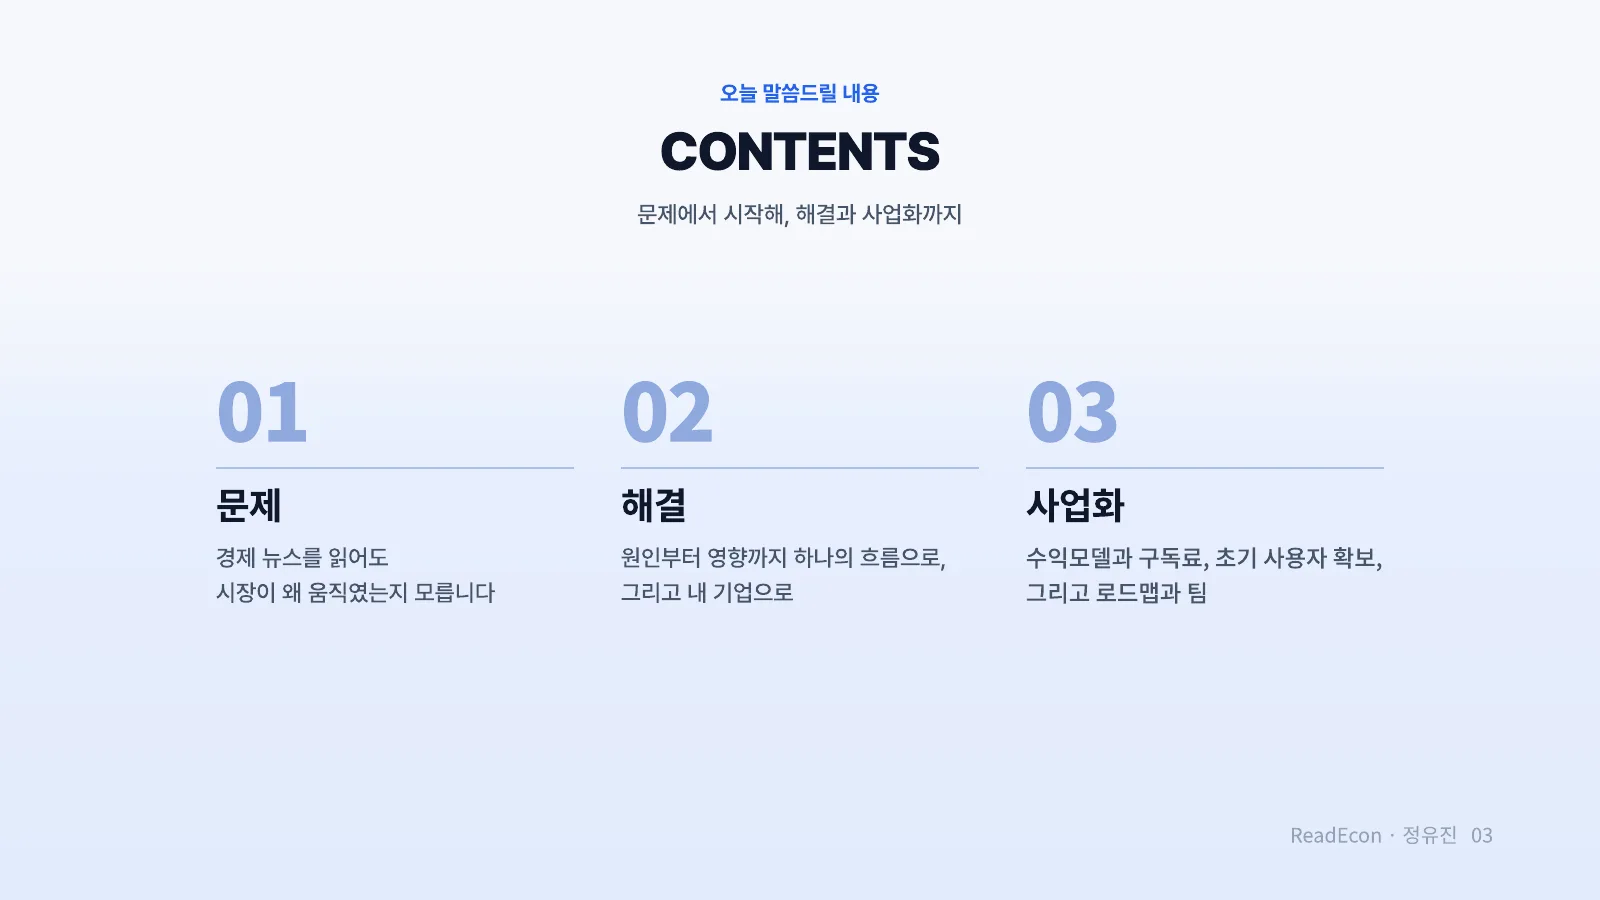 오늘 말씀드릴 내용
CONTENTS
문제에서 시작해, 해결과 사업화까지
01
문제
경제 뉴스를 읽어도
시장이 왜 움직였는지 모릅니다
02
해결
원인부터 영향까지 하나의 흐름으로,
그리고 내 기업으로
03
사업화
수익모델과 구독료, 초기 사용자 확보,
그리고 로드맵과 팀
ReadEcon · 정유진 03